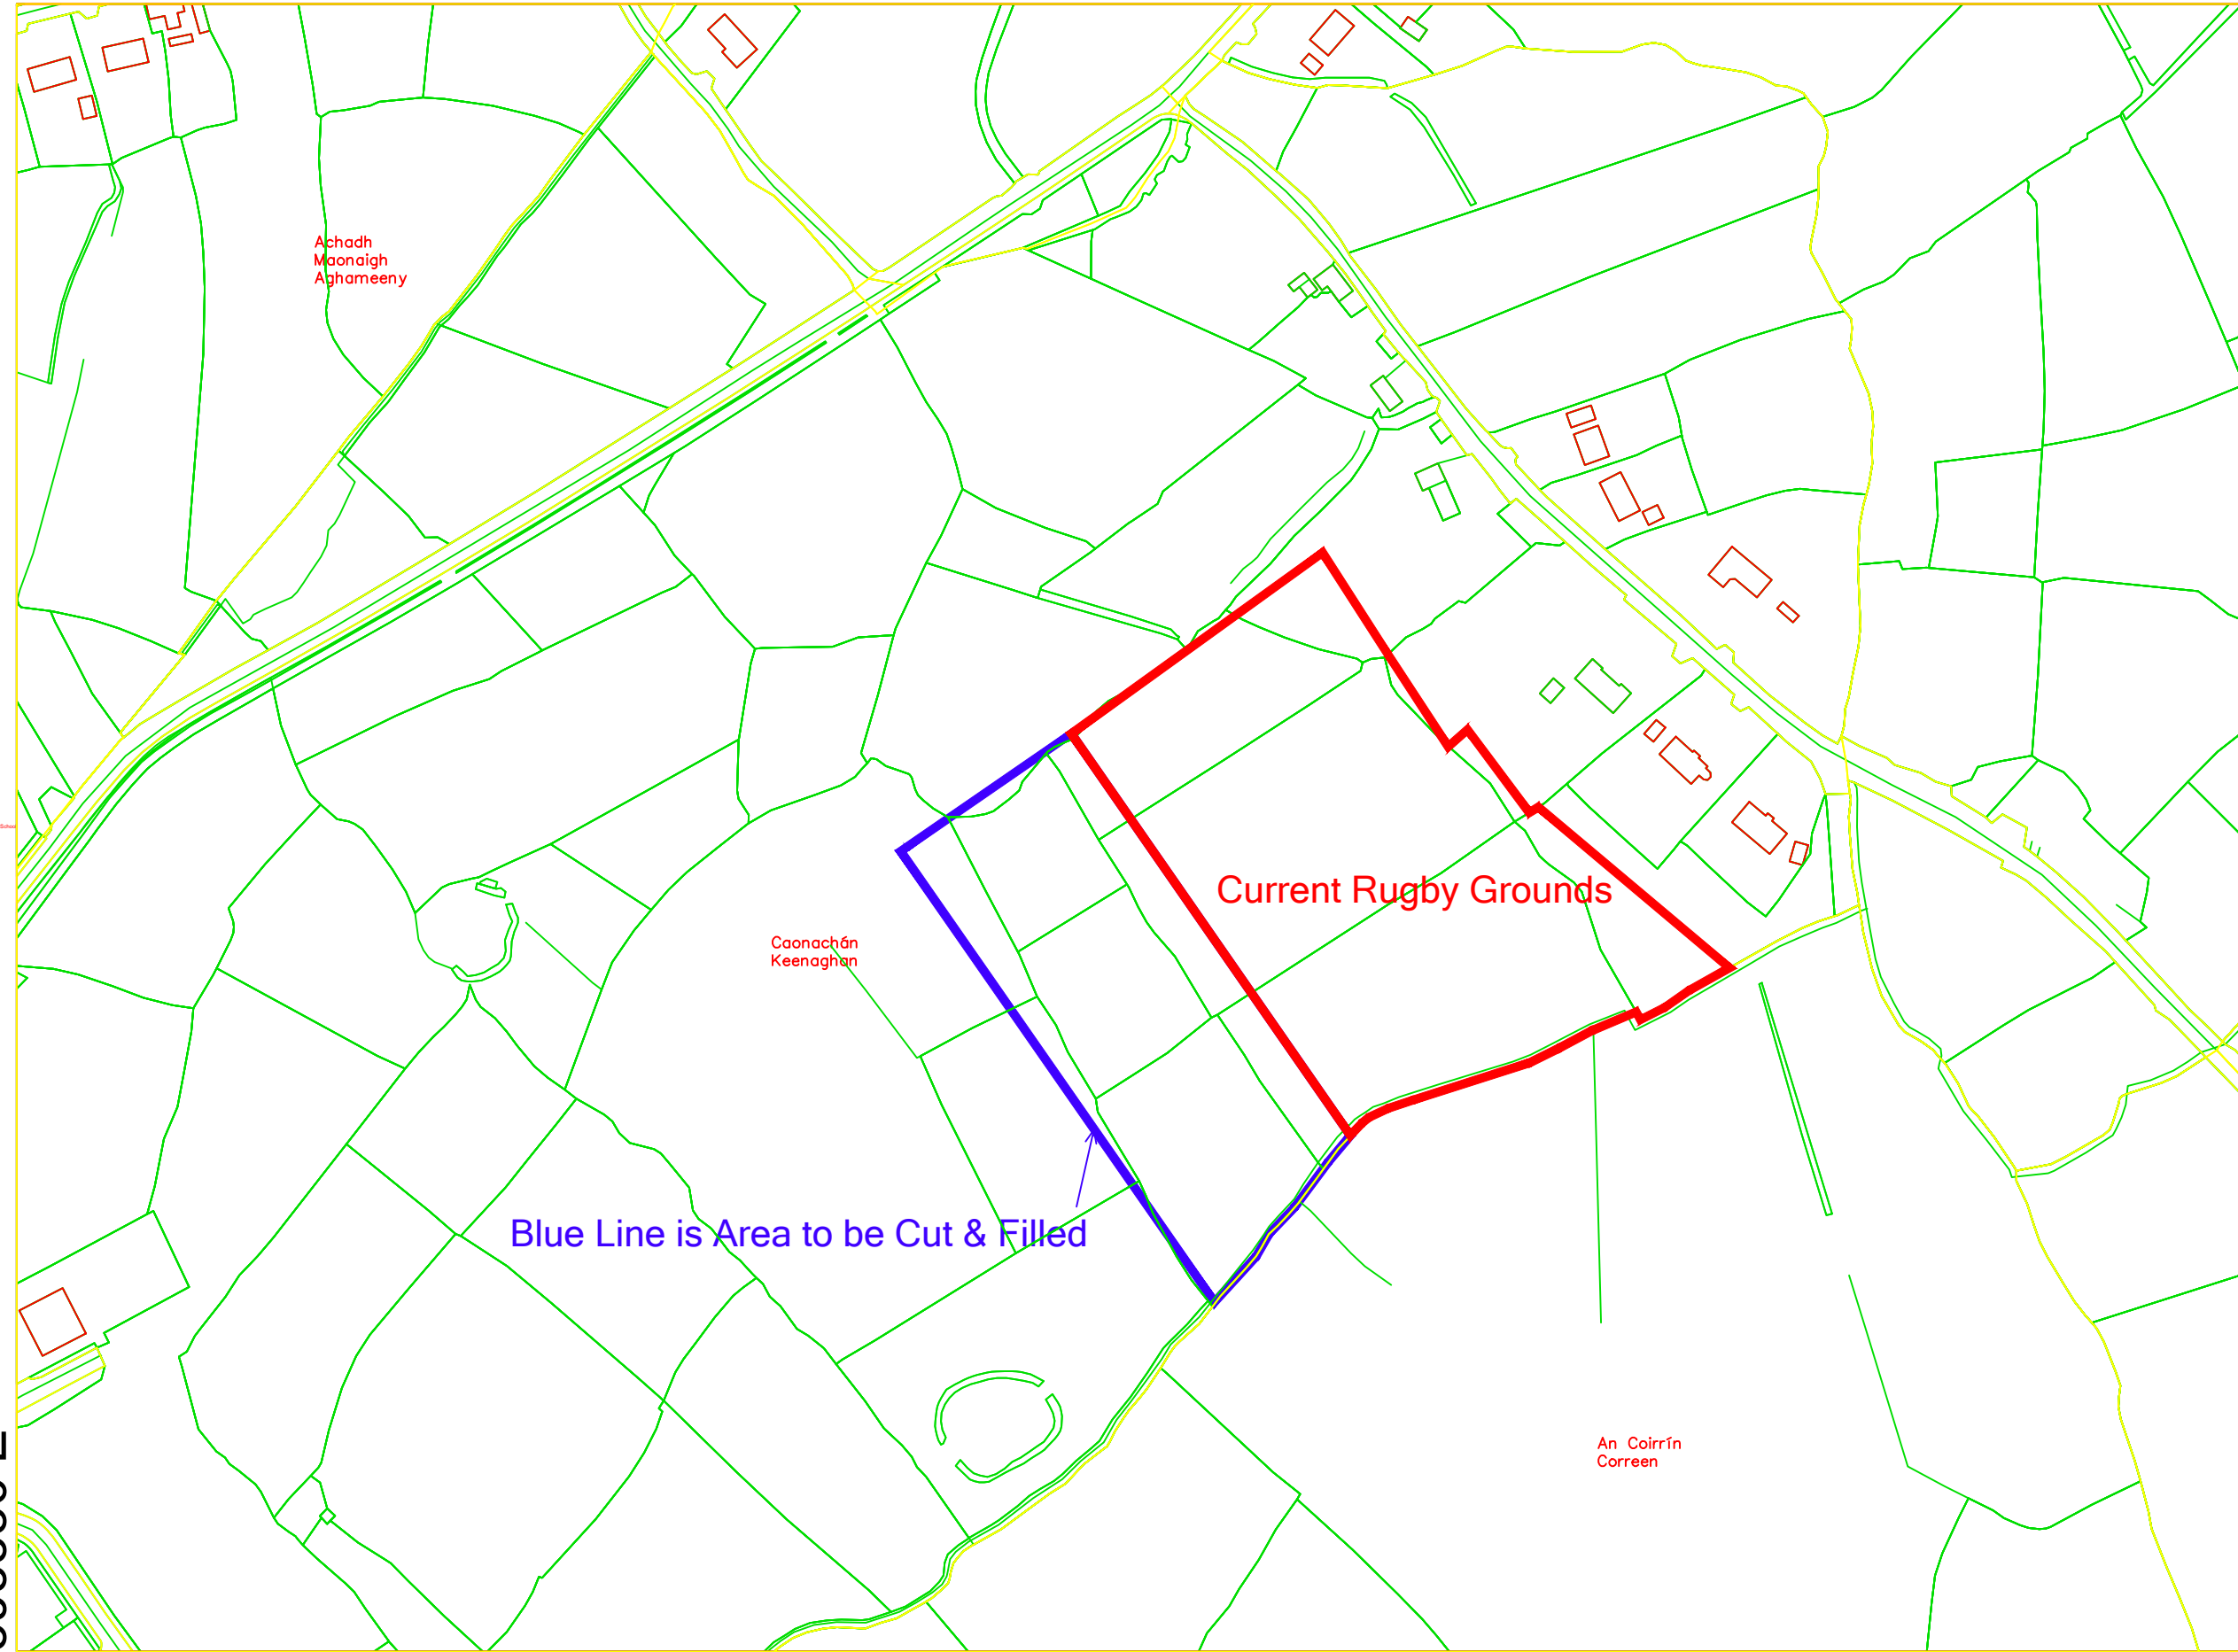 Achadh
Maonaigh
Aghameeny
School
Current Rugby Grounds
Caonachán
Keenaghan
Blue Line is Area to be Cut & Filled
An Coirrín
Correen